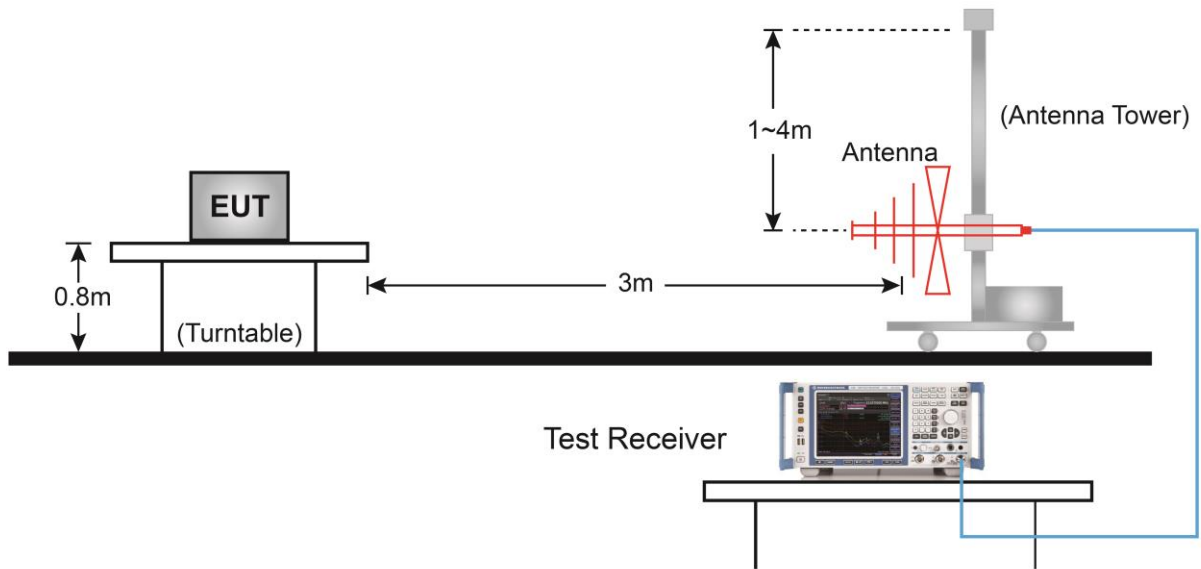 1~4m
(Antenna Tower)
Antenna
EUT
0.8m
3m
(Turntable)
Test Receiver